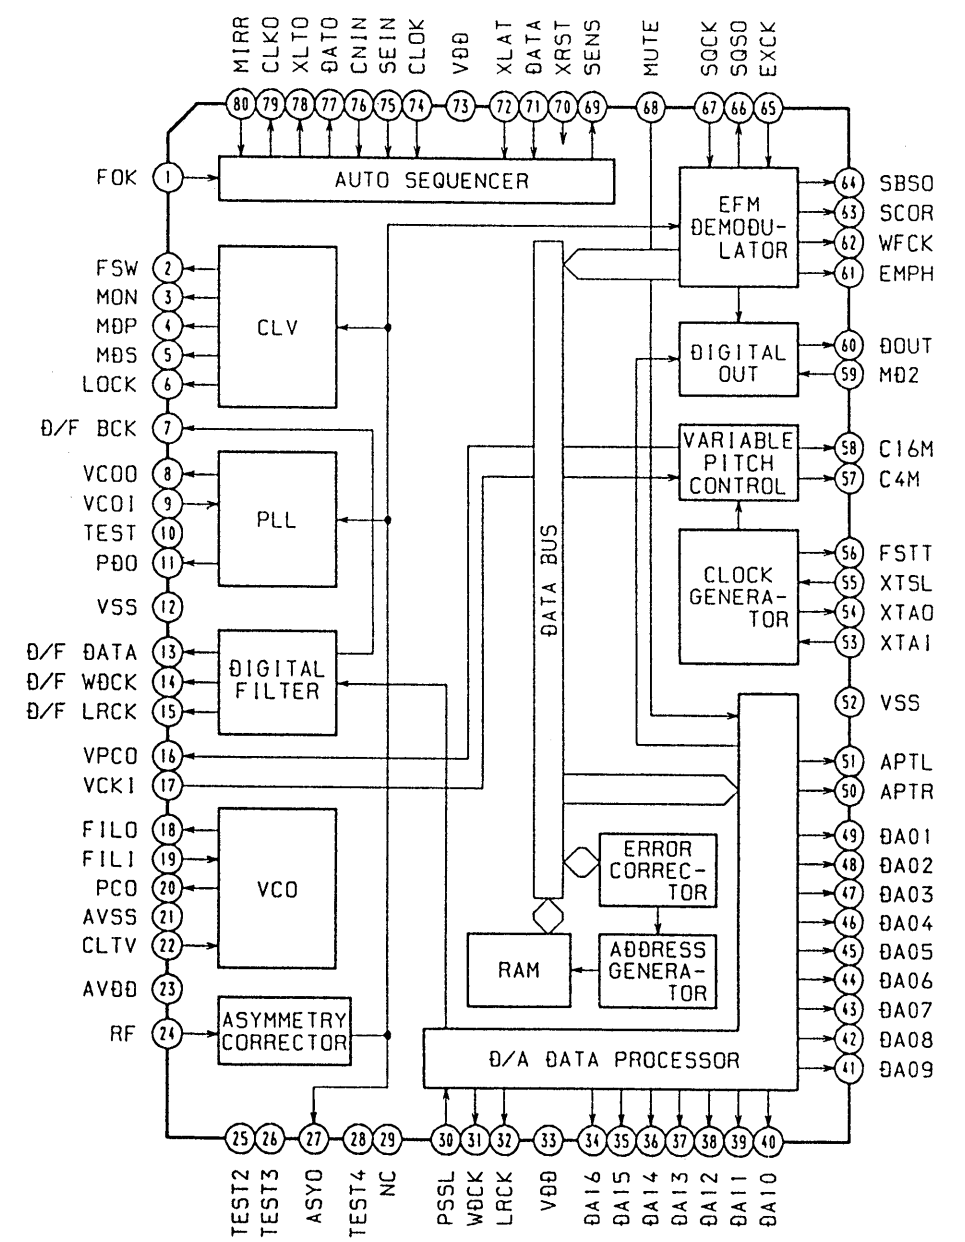 MIRR
CLKO
XLTO
DATO
CNIN
SEIN
CLOK
VDD
XLAT
DATA
XRST
SENS
MUTE
SQCK
SQSO
EXCK
80
79
78
77
76
75
74
73
72
71
70
69
68
67
66
65
FOK
1
AUTO SEQUENCER
EFM
DEMODU-
LATOR
64
SBSO
63
SCOR
62
WFCK
61
EMPH
FSW
2
MON
3
MDP
4
MDS
5
LOCK
6
CLV
DIGITAL
OUT
60
DOUT
59
MD2
D/F BCK
7
VCOO
8
VCOI
9
TEST
10
PDO
11
PLL
VARIABLE
PITCH
CONTROL
58
C16M
57
C4M
DATA BUS
CLOCK
GENERA-
TOR
56
FSTT
55
XTSL
54
XTAO
53
XTAI
VSS
12
D/F DATA
13
D/F WDCK
14
D/F LRCK
15
DIGITAL
FILTER
52
VSS
VPCO
16
VCKI
17
51
APTL
50
APTR
FILO
18
FILI
19
PCO
20
AVSS
21
CLTV
22
VCO
ERROR
CORREC-
TOR
49
DA01
48
DA02
47
DA03
46
DA04
45
DA05
44
DA06
43
DA07
42
DA08
41
DA09
RAM
ADDRESS
GENERA-
TOR
AVDD
23
RF
24
ASYMMETRY
CORRECTOR
D/A DATA PROCESSOR
25
26
27
28
29
30
31
32
33
34
35
36
37
38
39
40
TEST2
TEST3
ASYO
TEST4
NC
PSSL
WDCK
LRCK
VDD
DA16
DA15
DA14
DA13
DA12
DA11
DA10